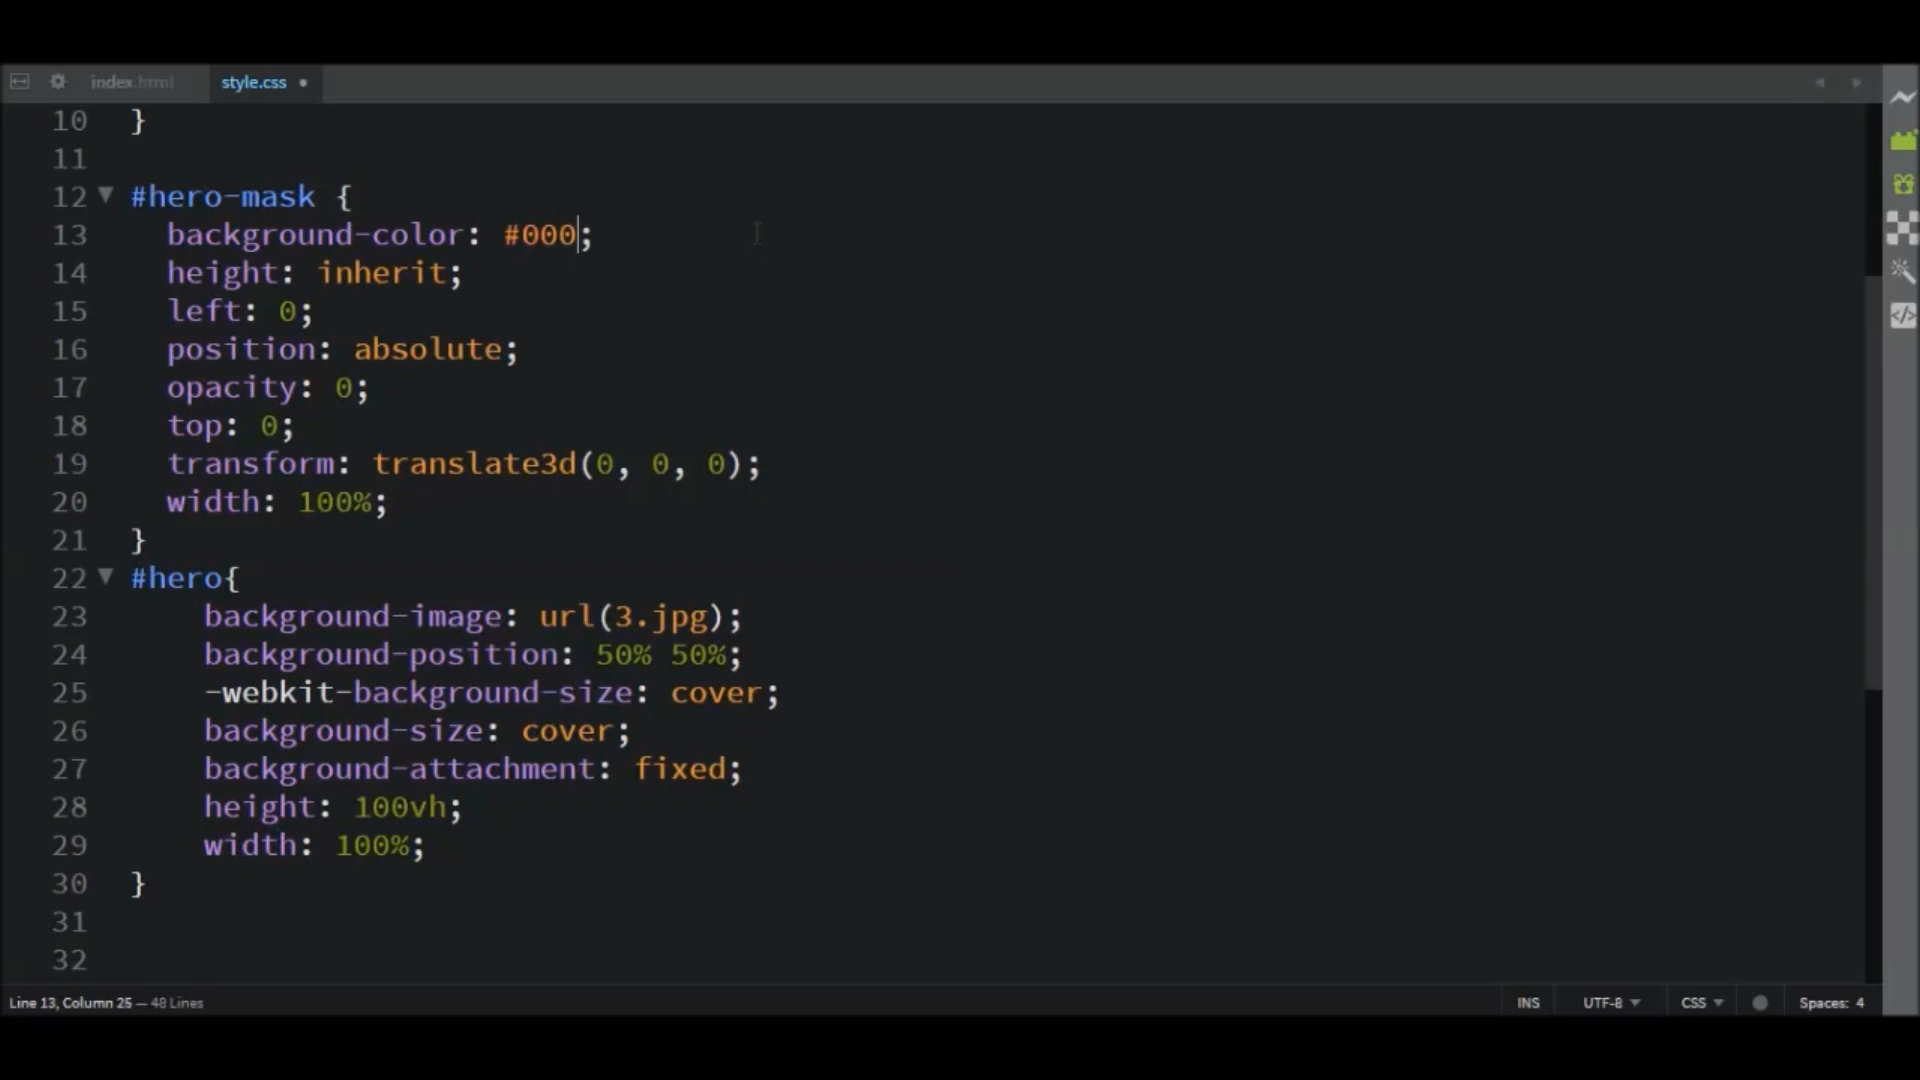 index.html style.css
10 }
11
12 #hero-mask {
13 background-color: #000;
14 height: inherit;
15 left: 0;
16 position: absolute;
17 opacity: 0;
18 top: 0;
19 transform: translate3d(0, 0, 0);
20 width: 100%;
21 }
22 #hero{
23 background-image: url(3.jpg);
24 background-position: 50% 50%;
25 -webkit-background-size: cover;
26 background-size: cover;
27 background-attachment: fixed;
28 height: 100vh;
29 width: 100%;
30 }
31
32
Line 13, Column 25 — 48 Lines INS UTF-8 CSS Spaces: 4